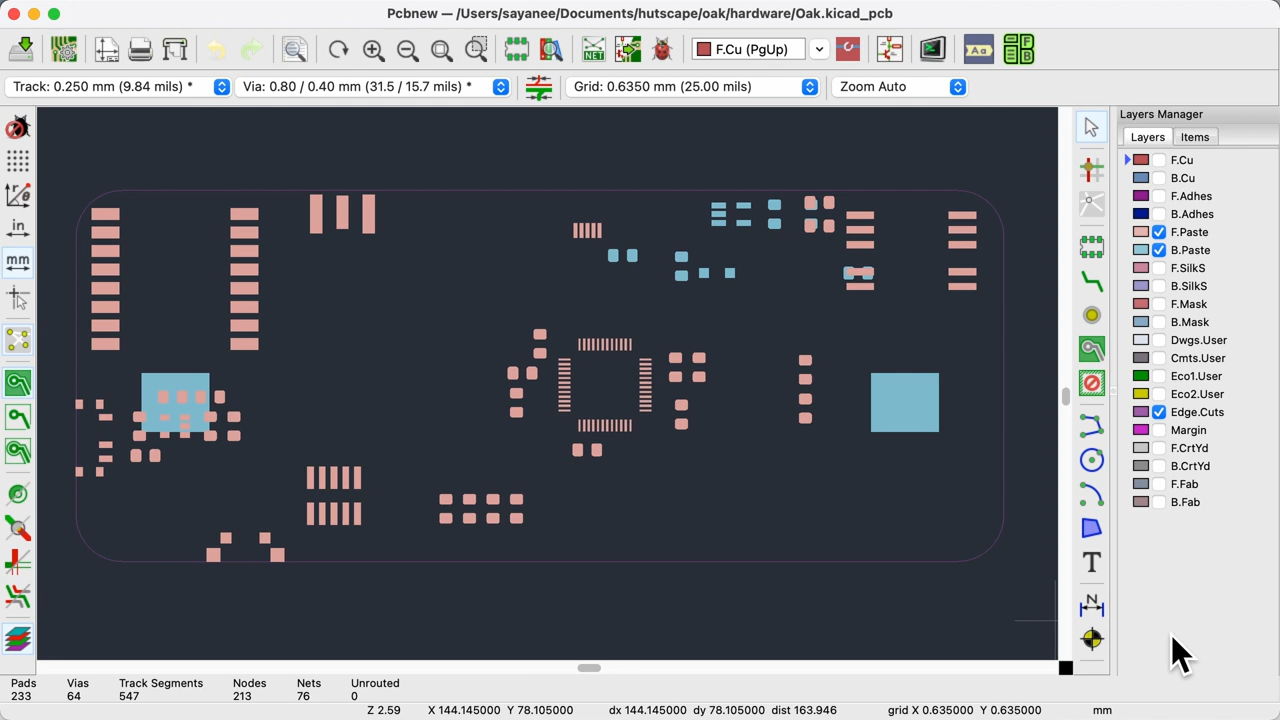 Pcbnew — /Users/sayanee/Documents/hutscape/oak/hardware/Oak.kicad_pcb
NET
F.Cu (PgUp)
Aa
F
B
Track: 0.250 mm (9.84 mils) *
Via: 0.80 / 0.40 mm (31.5 / 15.7 mils) *
Grid: 0.6350 mm (25.00 mils)
Zoom Auto
Layers Manager
Layers
Items
F.Cu
B.Cu
F.Adhes
B.Adhes
F.Paste
B.Paste
F.SilkS
B.SilkS
F.Mask
B.Mask
Dwgs.User
Cmts.User
Eco1.User
Eco2.User
Edge.Cuts
Margin
F.CrtYd
B.CrtYd
F.Fab
B.Fab
in
mm
T
N
Pads Vias Track Segments Nodes Nets Unrouted
233 64 547 213 76 0
Z 2.59 X 144.145000 Y 78.105000 dx 144.145000 dy 78.105000 dist 163.946 grid X 0.635000 Y 0.635000 mm